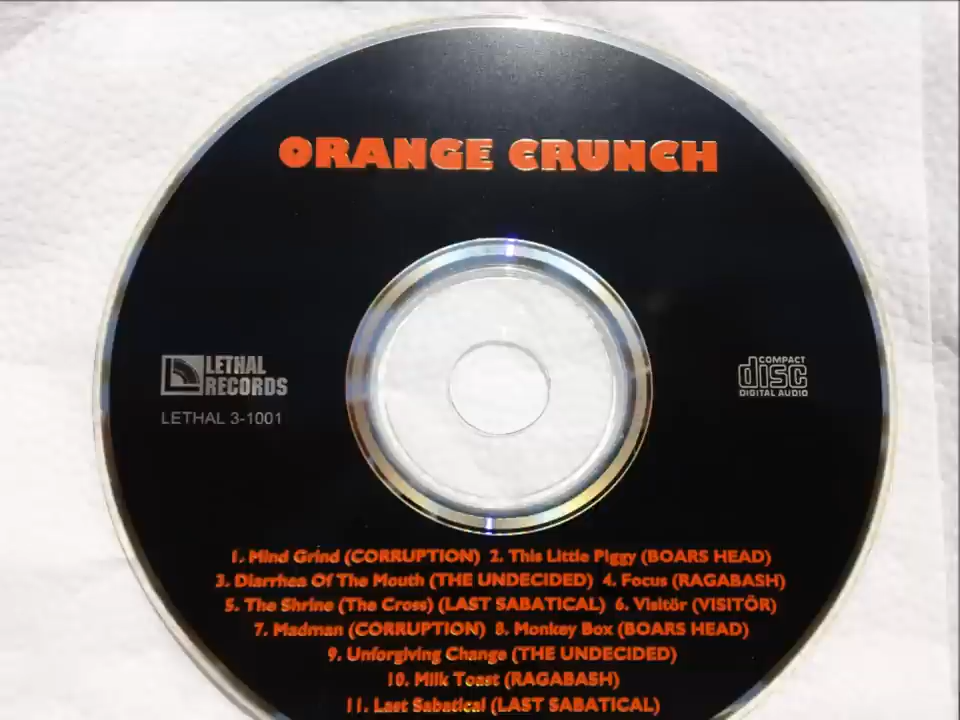 ORANGE CRUNCH
LETHAL
RECORDS
LETHAL 3-1001
COMPACT
disc
DIGITAL AUDIO
1. Mind Grind (CORRUPTION) 2. This Little Piggy (BOARS HEAD)
3. Diarrhea Of The Mouth (THE UNDECIDED) 4. Focus (RAGABASH)
5. The Shrine (The Cross) (LAST SABATICAL) 6. Visitör (VISITÖR)
7. Madman (CORRUPTION) 8. Monkey Box (BOARS HEAD)
9. Unforgiving Change (THE UNDECIDED)
10. Milk Toast (RAGABASH)
11. Last Sabatical (LAST SABATICAL)